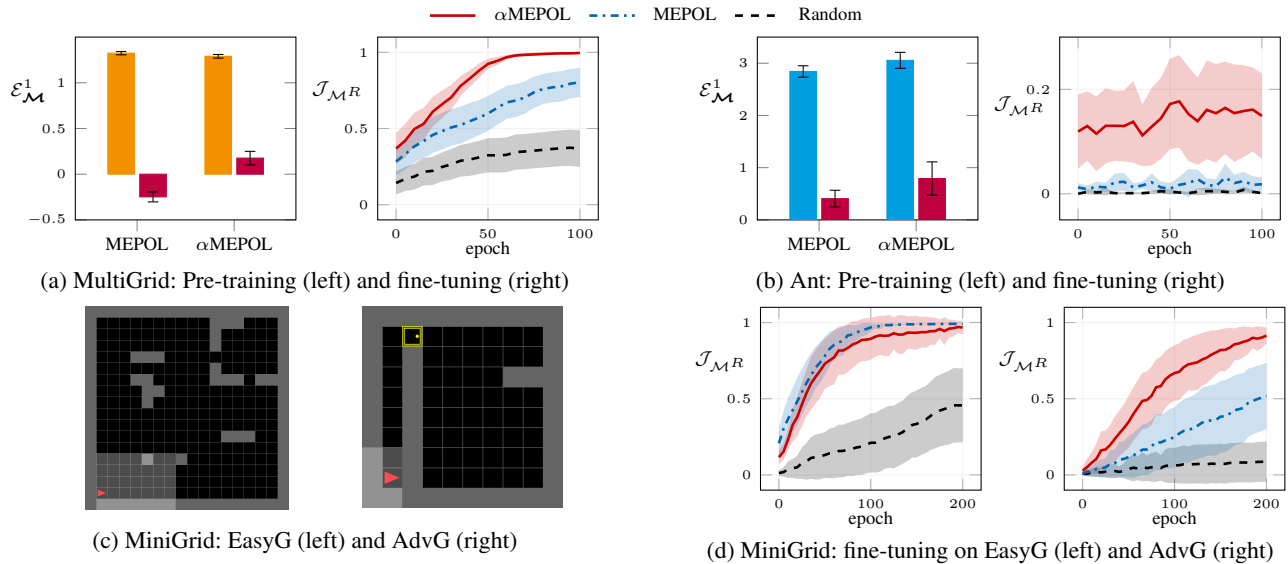 αMEPOL MEPOL Random
1
0.5
0
−0.5
ℰ¹_𝓜
MEPOL αMEPOL
1
0.5
0
𝒥_𝓜ᴿ
0 50 100
epoch
(a) MultiGrid: Pre-training (left) and fine-tuning (right)
3
2
1
0
ℰ¹_𝓜
MEPOL αMEPOL
0.2
0
𝒥_𝓜ᴿ
0 50 100
epoch
(b) Ant: Pre-training (left) and fine-tuning (right)
(c) MiniGrid: EasyG (left) and AdvG (right)
1
0.5
0
𝒥_𝓜ᴿ
0 100 200
epoch
1
0.5
0
𝒥_𝓜ᴿ
0 100 200
epoch
(d) MiniGrid: fine-tuning on EasyG (left) and AdvG (right)